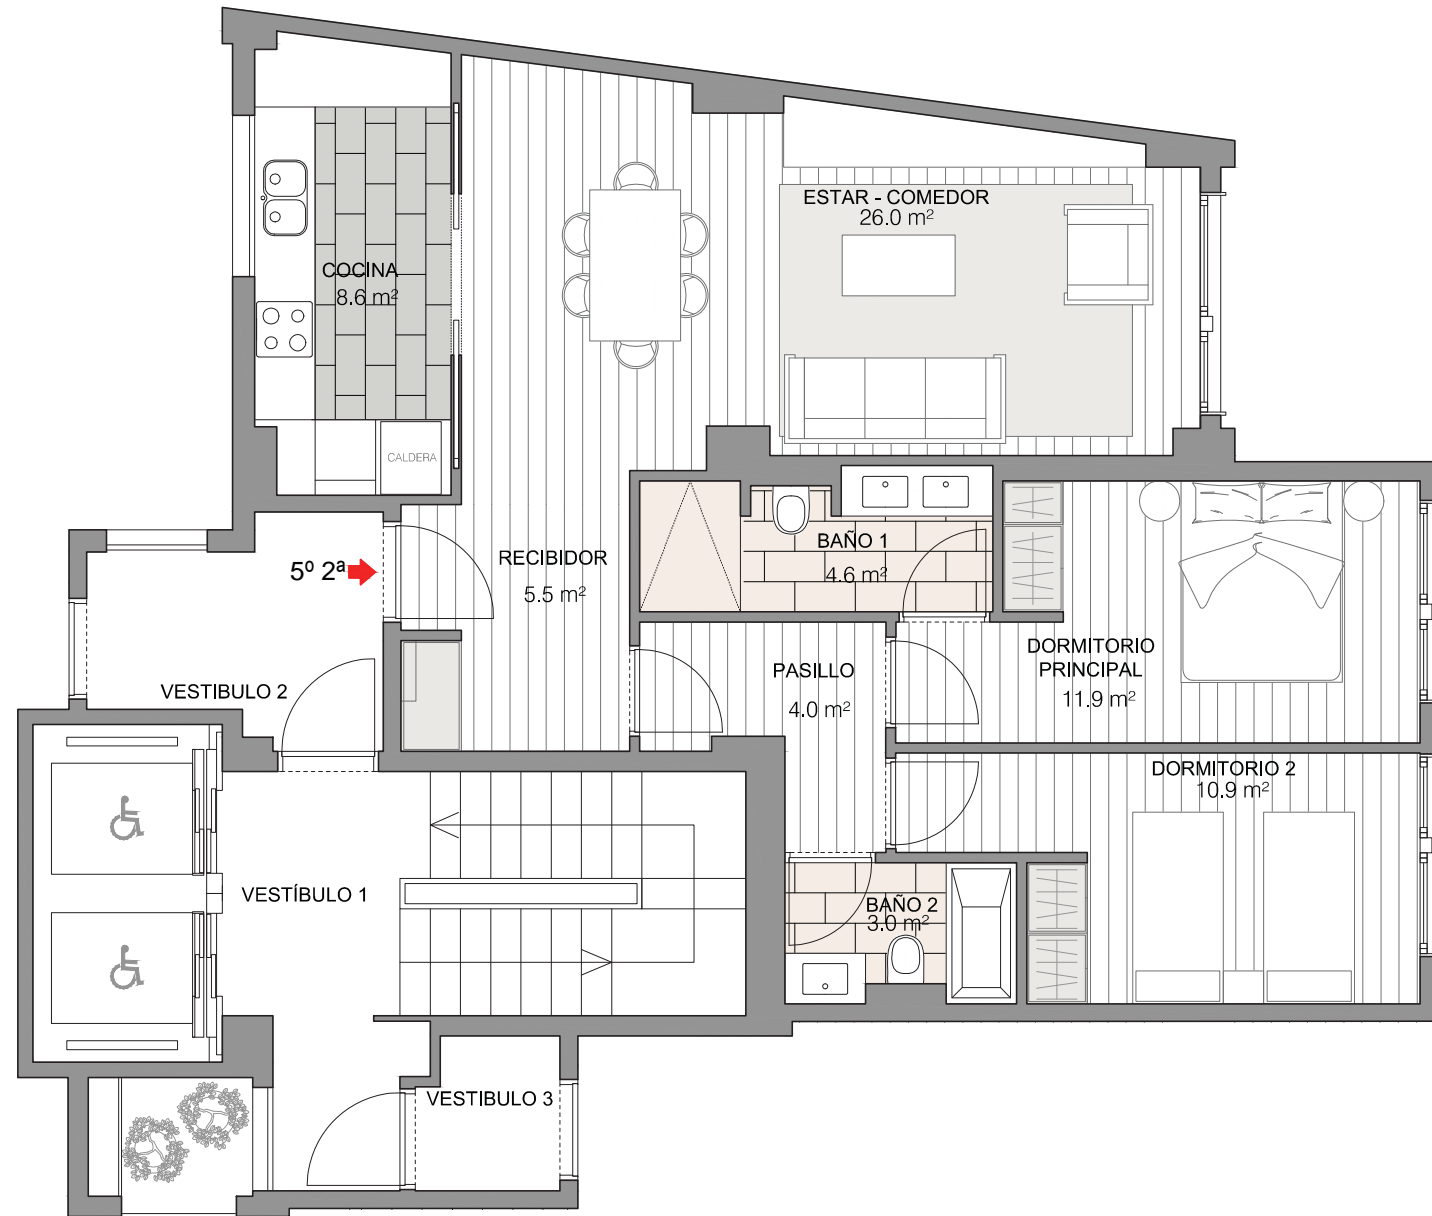 ESTAR - COMEDOR
26.0 m²
COCINA
8.6 m²
CALDERA
5º 2ª
RECIBIDOR
5.5 m²
BAÑO 1
4.6 m²
DORMITORIO
PRINCIPAL
11.9 m²
PASILLO
4.0 m²
VESTIBULO 2
DORMITORIO 2
10.9 m²
VESTÍBULO 1
BAÑO 2
3.0 m²
VESTIBULO 3